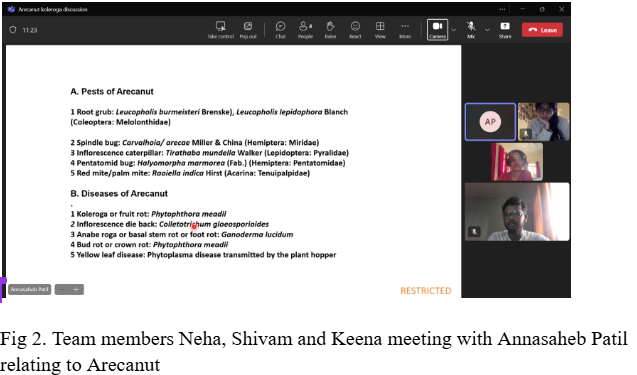 Arecanut koleroga discussion
11:23
Take control
Pop out
Chat
4
People
Raise
React
View
More
Camera
Mic
Share
Leave
A. Pests of Arecanut
1 Root grub: Leucopholis burmeisteri Brenske), Leucopholis lepidophora Blanch
(Coleoptera: Melolonthidae)
2 Spindle bug: Carvalhoia/ arecae Miller & China (Hemiptera: Miridae)
3 Inflorescence caterpillar: Tirathaba mundella Walker (Lepidoptera: Pyralidae)
4 Pentatomid bug: Halyomorpha marmorea (Fab.) (Hemiptera: Pentatomidae)
5 Red mite/palm mite: Raoiella indica Hirst (Acarina: Tenuipalpidae)
B. Diseases of Arecanut
.
1 Koleroga or fruit rot: Phytophthora meadii
2 Inflorescence die back: Colletotrichum gloeosporioides
3 Anabe roga or basal stem rot or foot rot: Ganoderma lucidum
4 Bud rot or crown rot: Phytophthora meadii
5 Yellow leaf disease: Phytoplasma disease transmitted by the plant hopper
AP
Annasaheb Patil
RESTRICTED
Fig 2. Team members Neha, Shivam and Keena meeting with Annasaheb Patil
relating to Arecanut